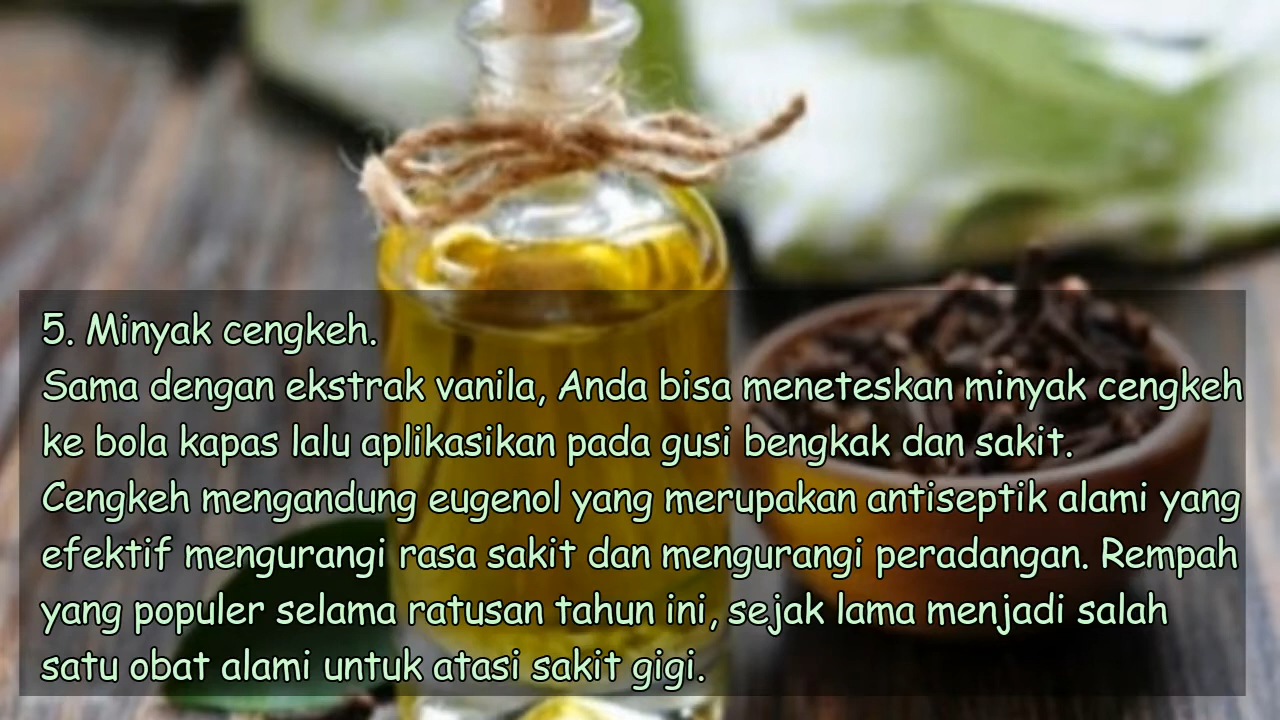 5. Minyak cengkeh.
Sama dengan ekstrak vanila, Anda bisa meneteskan minyak cengkeh
ke bola kapas lalu aplikasikan pada gusi bengkak dan sakit.
Cengkeh mengandung eugenol yang merupakan antiseptik alami yang
efektif mengurangi rasa sakit dan mengurangi peradangan. Rempah
yang populer selama ratusan tahun ini, sejak lama menjadi salah
satu obat alami untuk atasi sakit gigi.